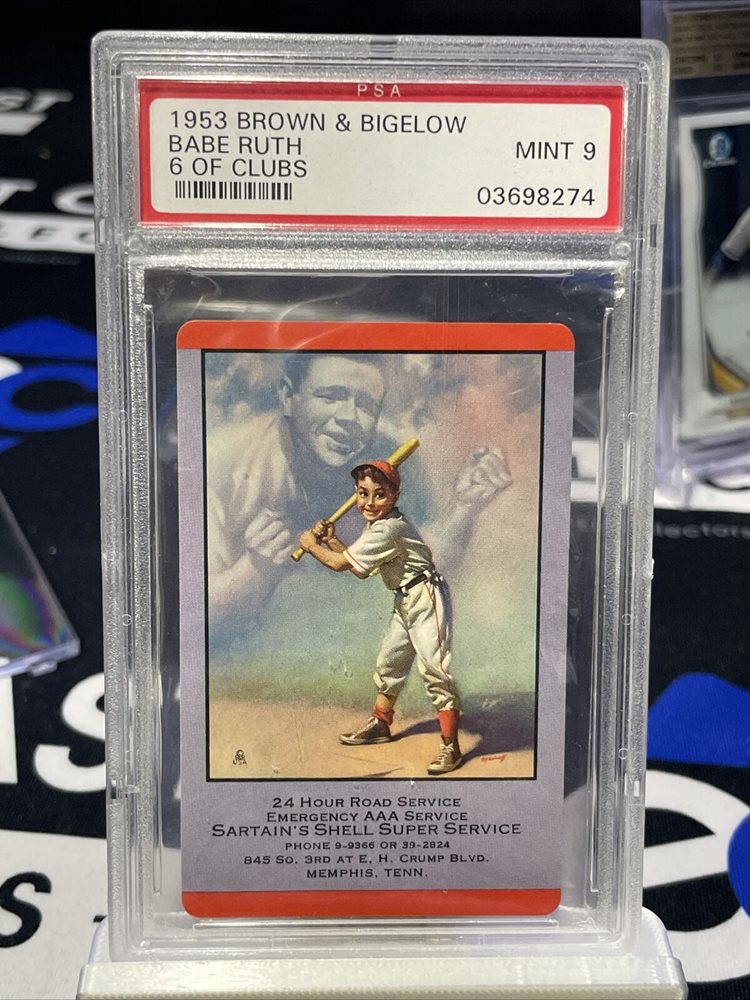 PSA
1953 BROWN & BIGELOW
BABE RUTH
MINT 9
6 OF CLUBS
03698274
24 HOUR ROAD SERVICE
EMERGENCY AAA SERVICE
SARTAIN'S SHELL SUPER SERVICE
PHONE 9-9366 OR 39-2824
845 SO. 3RD AT E. H. CRUMP BLVD.
MEMPHIS, TENN.